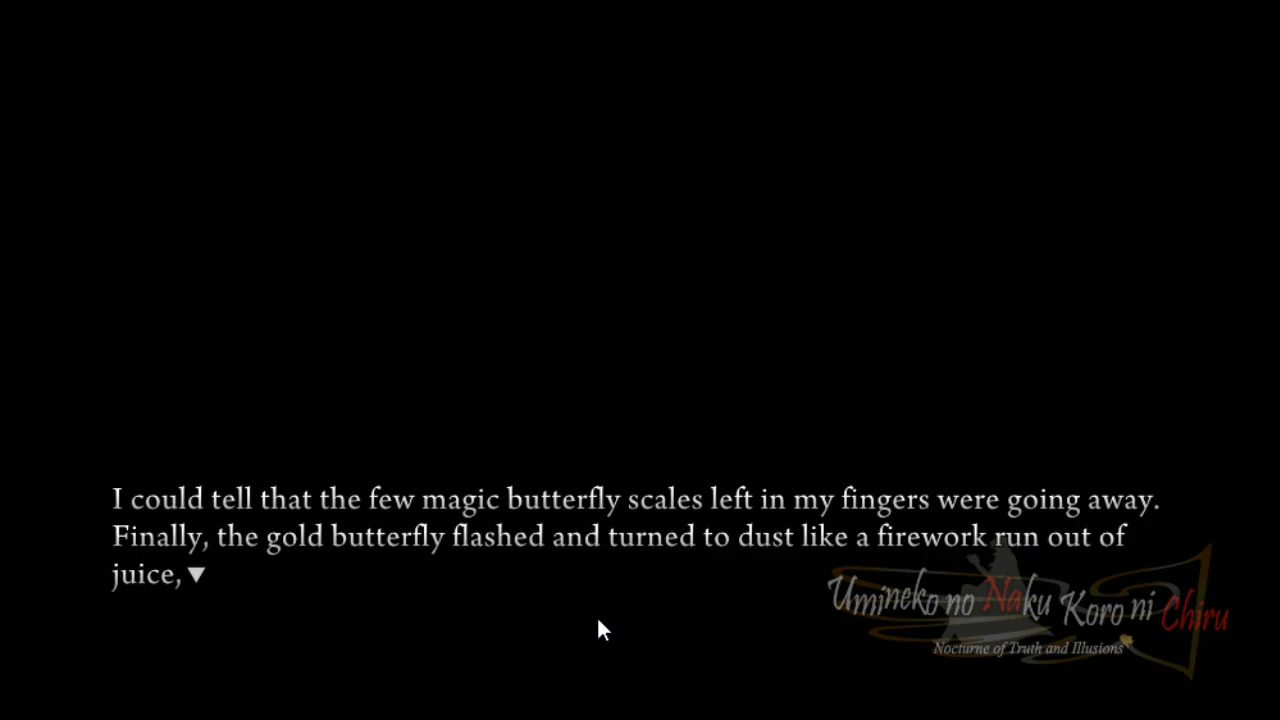 I could tell that the few magic butterfly scales left in my fingers were going away.
Finally, the gold butterfly flashed and turned to dust like a firework run out of
juice,▼
Umineko no Naku Koro ni Chiru
Nocturne of Truth and Illusions